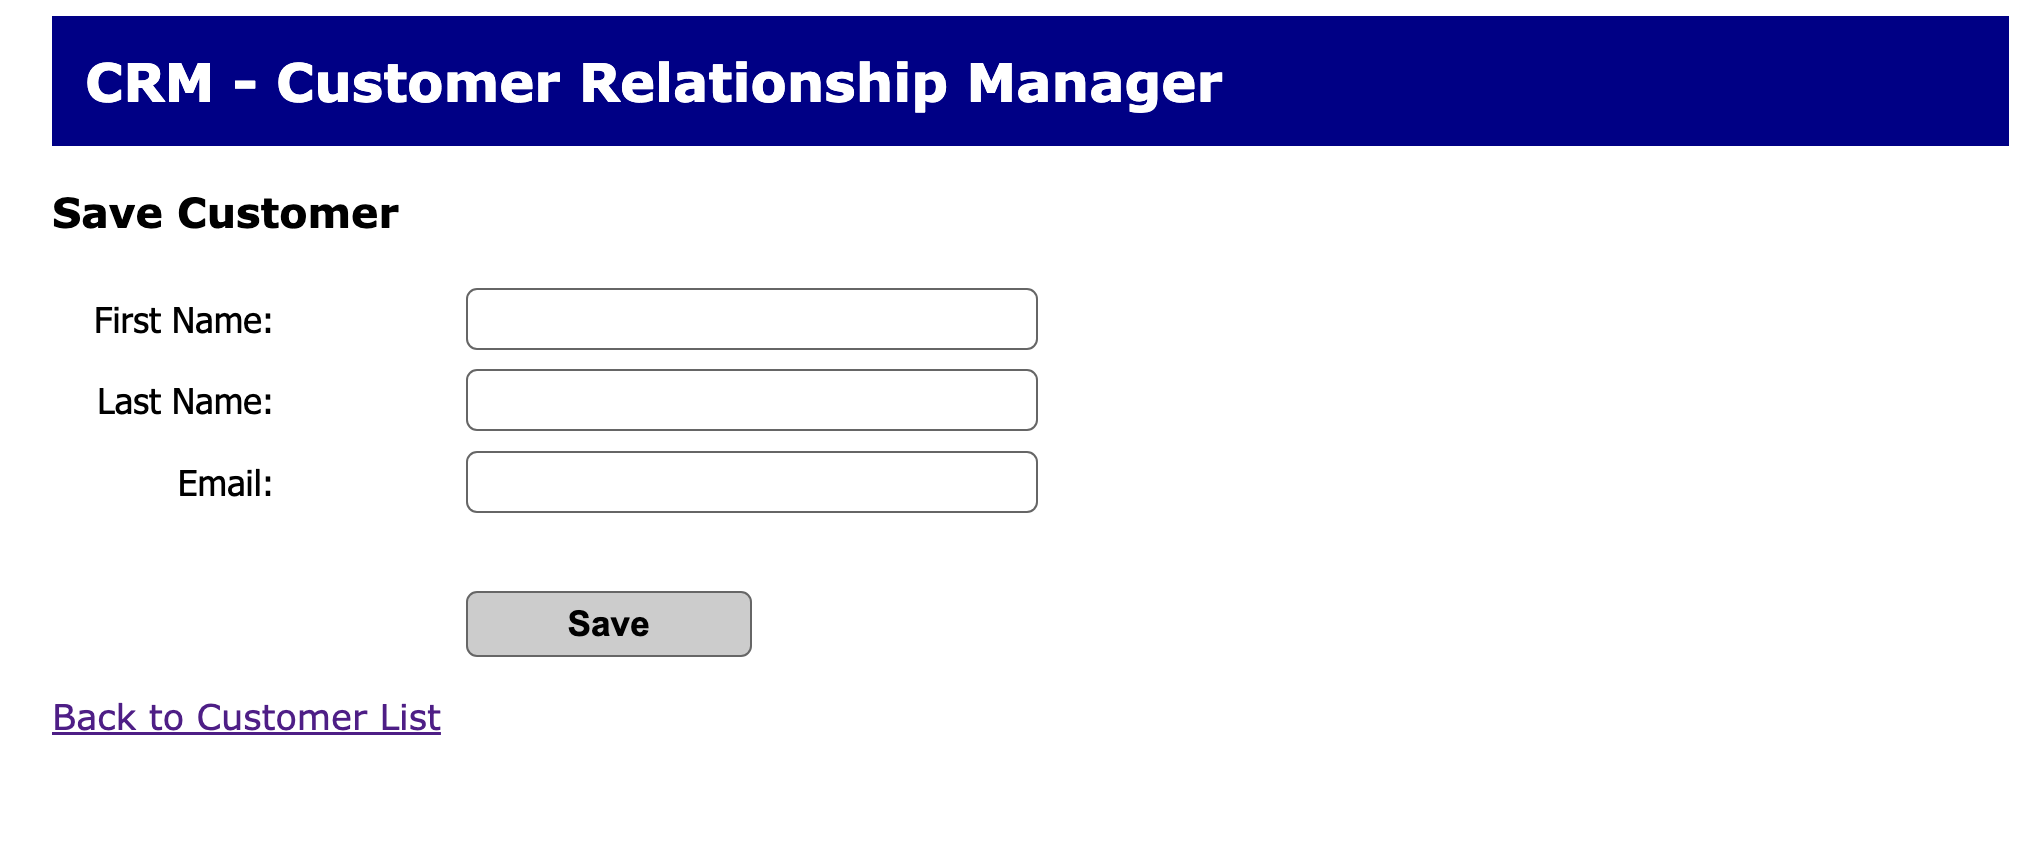 CRM - Customer Relationship Manager
Save Customer
First Name:
Last Name:
Email:
Save
Back to Customer List